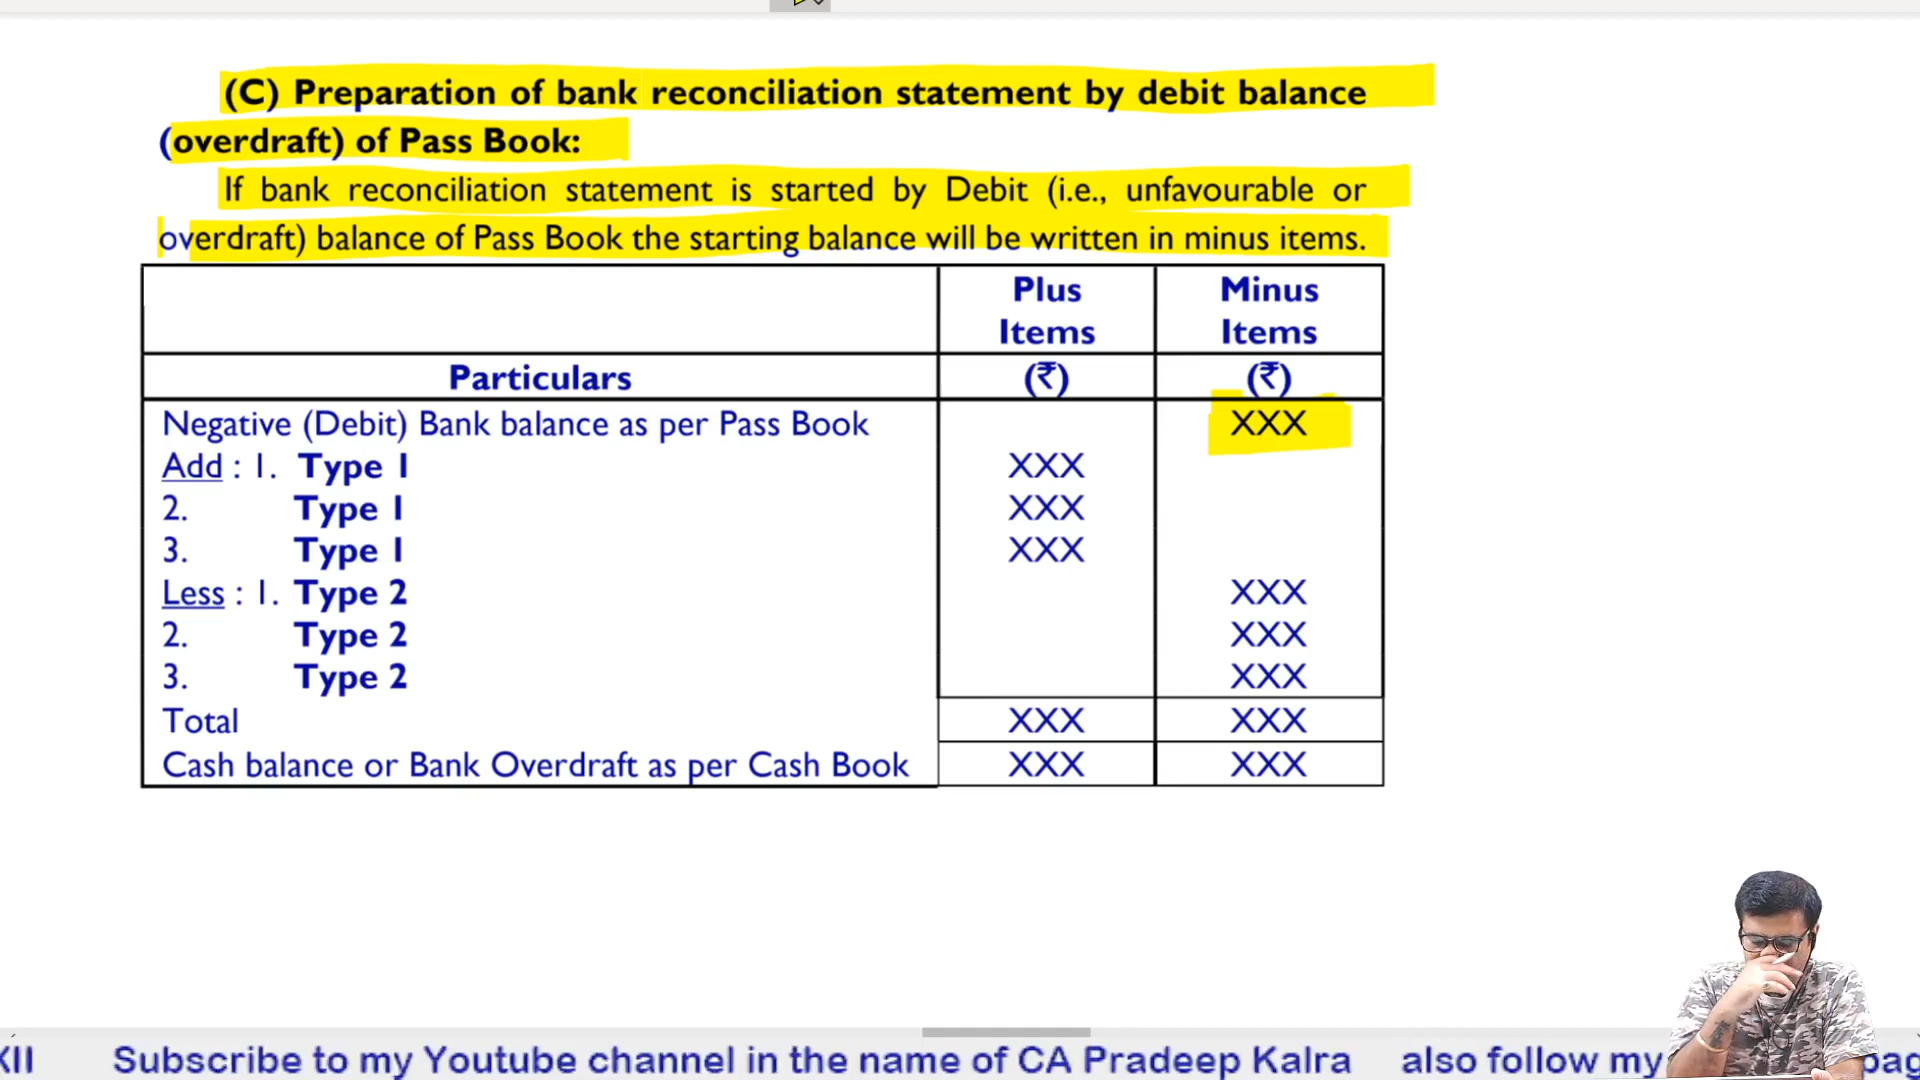 (C) Preparation of bank reconciliation statement by debit balance
(overdraft) of Pass Book:
If bank reconciliation statement is started by Debit (i.e., unfavourable or
overdraft) balance of Pass Book the starting balance will be written in minus items.
Plus Items Minus Items
Particulars (₹) (₹)
Negative (Debit) Bank balance as per Pass Book XXX
Add : 1. Type 1 XXX
2. Type 1 XXX
3. Type 1 XXX
Less : 1. Type 2 XXX
2. Type 2 XXX
3. Type 2 XXX
Total XXX XXX
Cash balance or Bank Overdraft as per Cash Book XXX XXX
XII Subscribe to my Youtube channel in the name of CA Pradeep Kalra also follow my